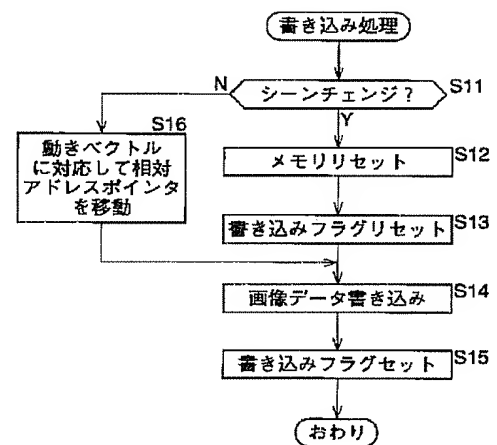 書き込み処理
シーンチェンジ？
S11
N
Y
S16
動きベクトル
に対応して相対
アドレスポインタ
を移動
メモリリセット
S12
書き込みフラグリセット
S13
画像データ書き込み
S14
書き込みフラグセット
S15
おわり